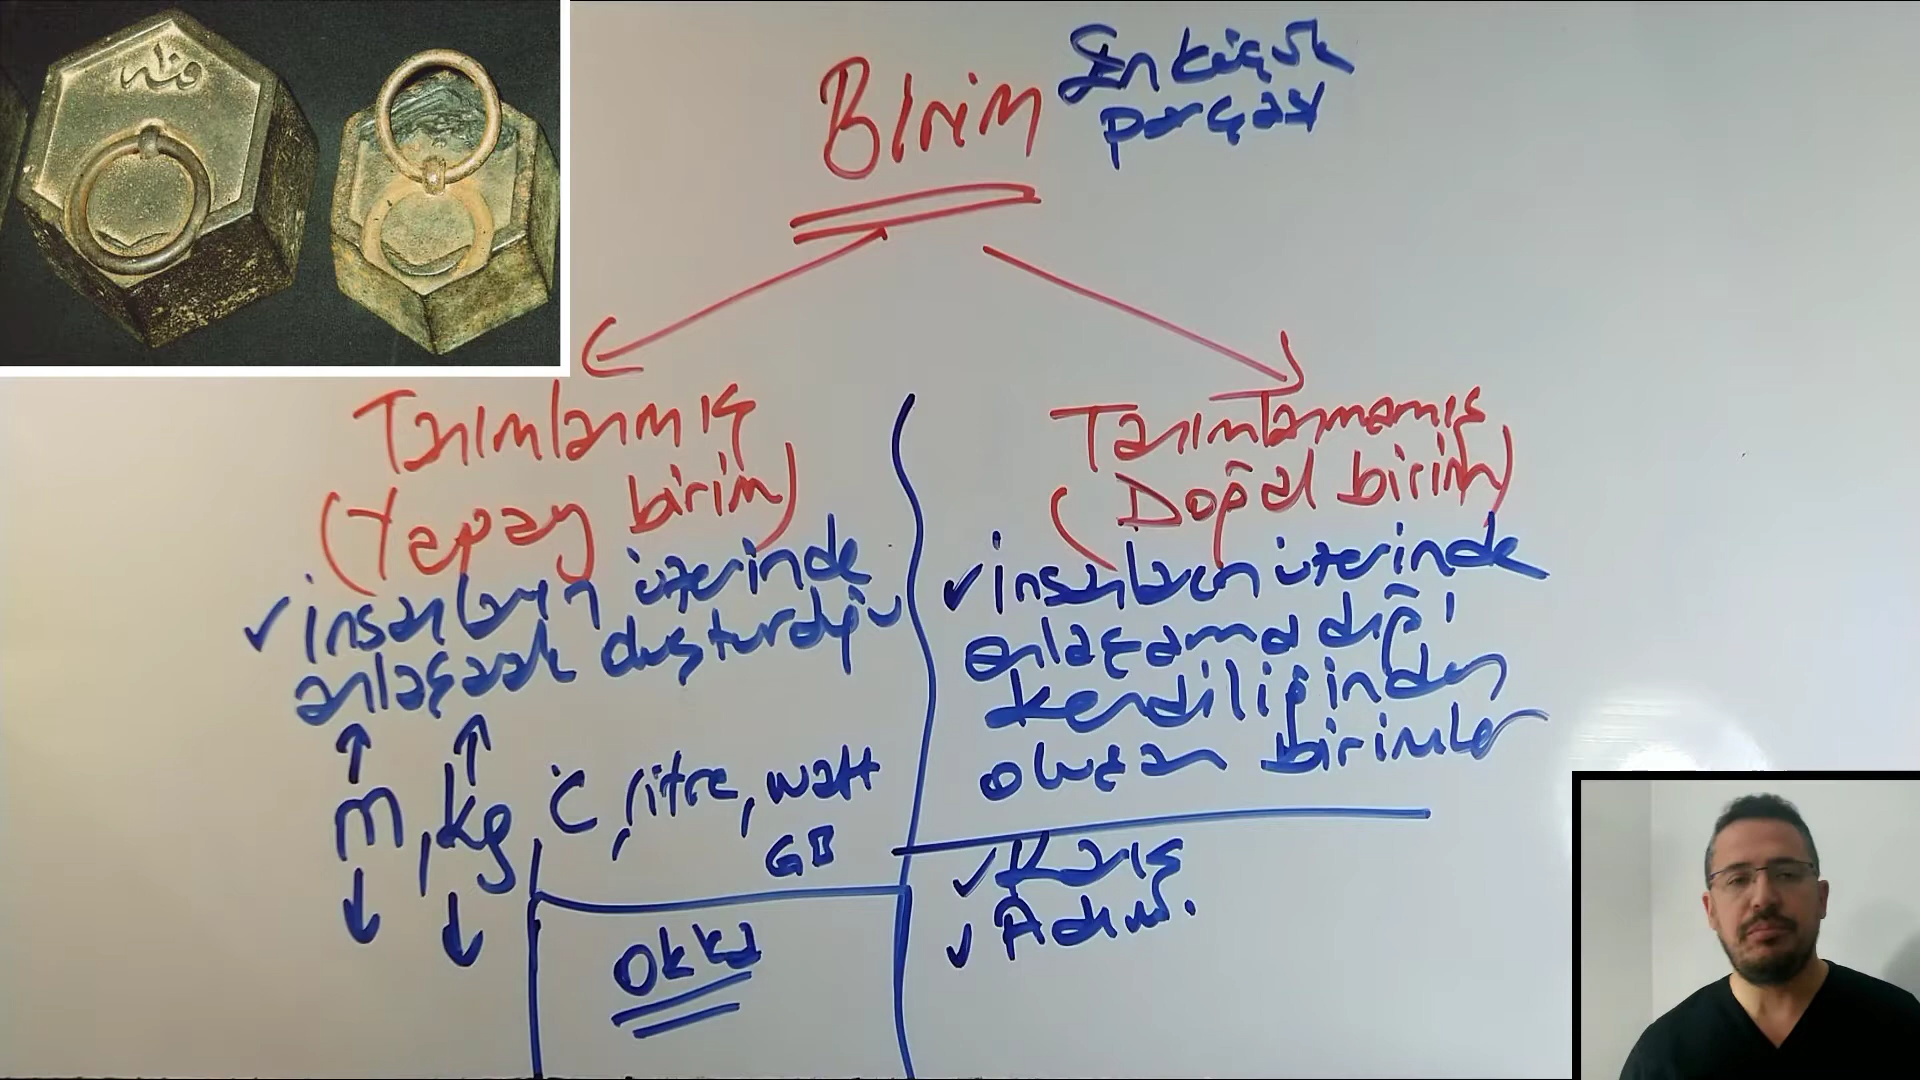 Birim
En küçük
parçası
Tanımlanmış
(Yapay birim)
✓ insanların üzerinde
anlaşarak oluşturduğu
m, kg, C, litre, watt
GB
Okka
Tanımlanmamış
(Doğal birim)
✓ insanların üzerinde
anlaşamadığı
kendiliğinden
oluşan birimler
✓ Karış
✓ Adım.